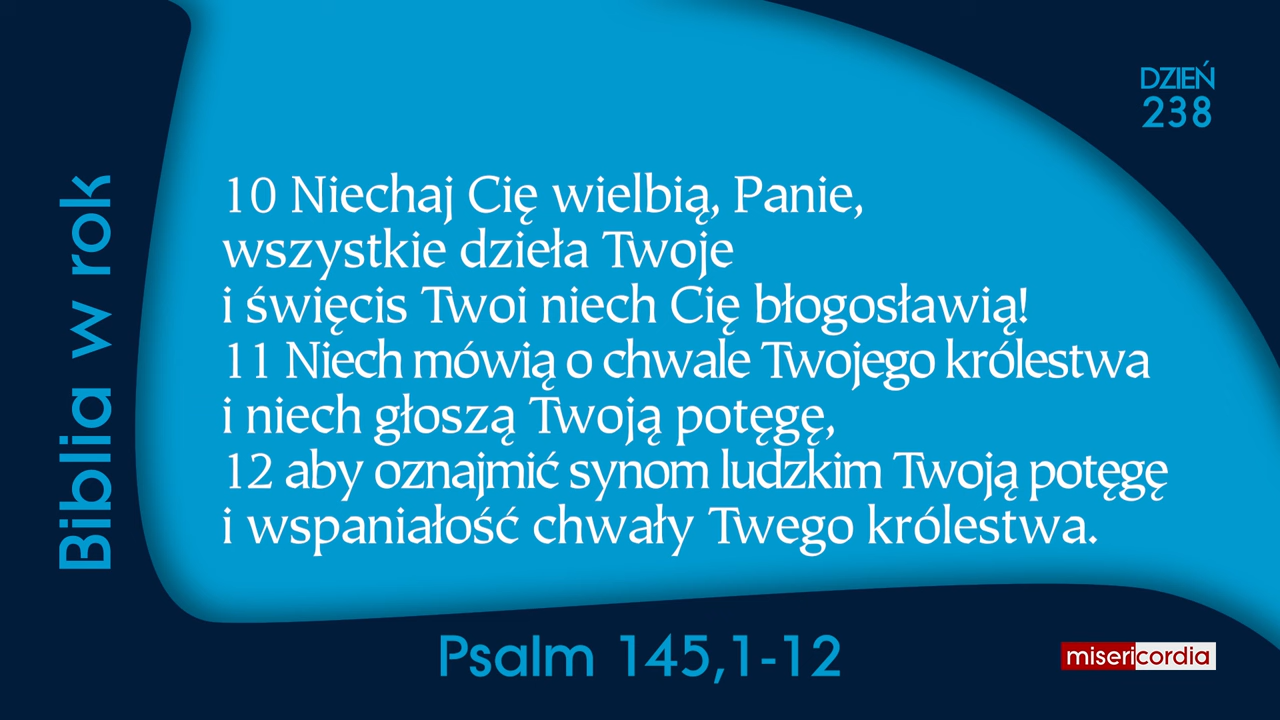 DZIEŃ
238
Biblia w rok
10 Niechaj Cię wielbią, Panie,
wszystkie dzieła Twoje
i święcis Twoi niech Cię błogosławią!
11 Niech mówią o chwale Twojego królestwa
i niech głoszą Twoją potęgę,
12 aby oznajmić synom ludzkim Twoją potęgę
i wspaniałość chwały Twego królestwa.
Psalm 145,1-12
misericordia